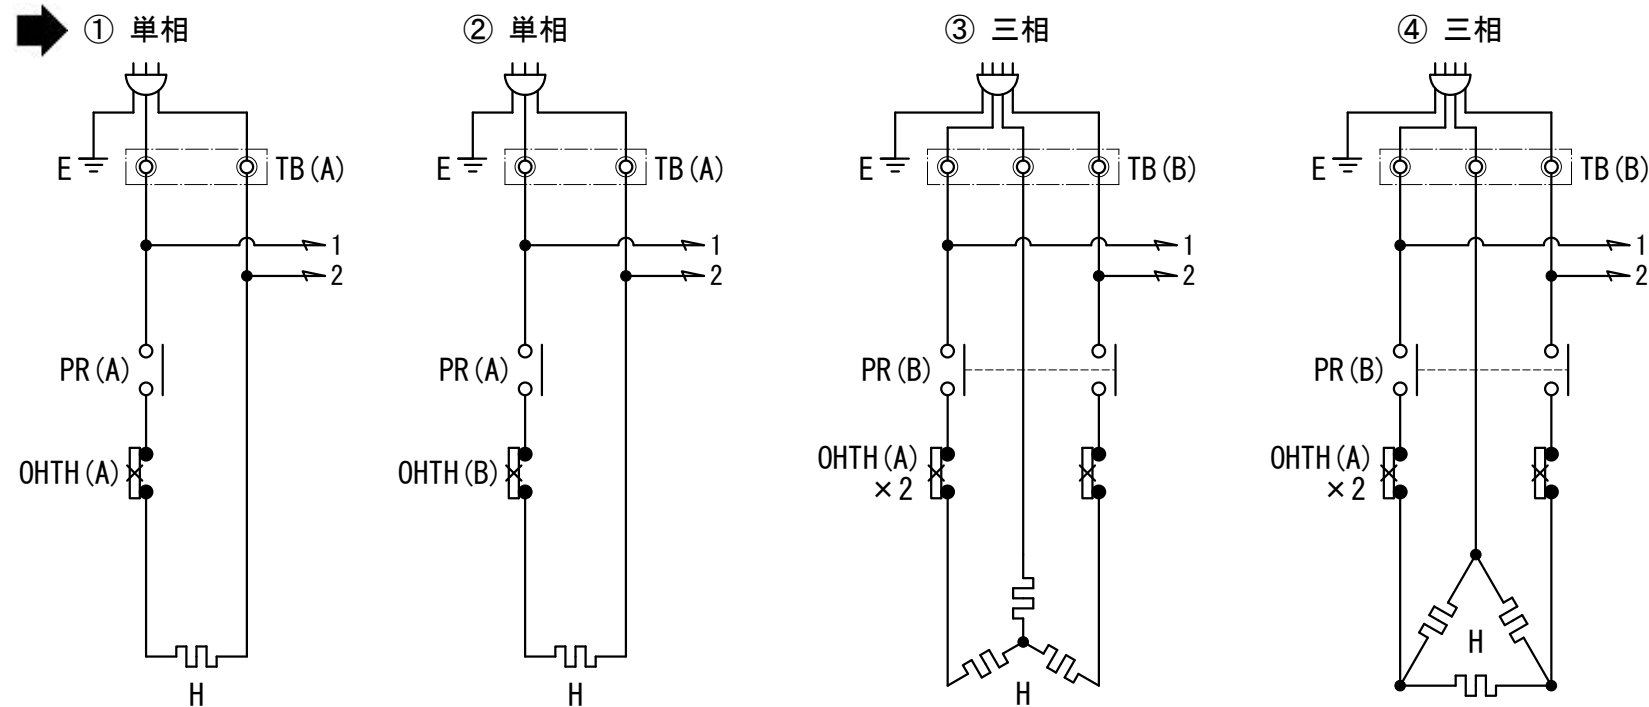 ① 単相
② 単相
③ 三相
④ 三相
E
TB(A)
E
TB(A)
E
TB(B)
E
TB(B)
1
2
1
2
1
2
1
2
PR(A)
PR(A)
PR(B)
PR(B)
OHTH(A)
OHTH(B)
OHTH(A)
×2
OHTH(A)
×2
H
H
H
H